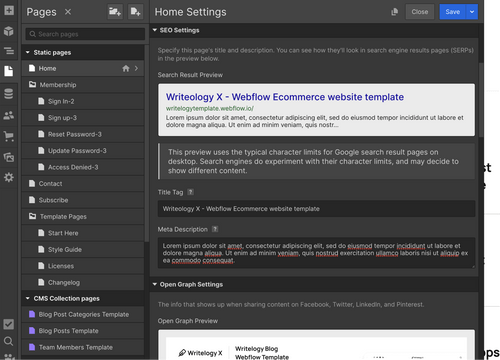 Pages
Home Settings
Close
Save
Search pages
Static pages
Home
Membership
Sign In-2
Sign up-3
Reset Password-3
Update Password-3
Access Denied-3
Contact
Subscribe
Template Pages
Start Here
Style Guide
Licenses
Changelog
CMS Collection pages
Blog Post Categories Template
Blog Posts Template
Team Members Template
SEO Settings
Specify this page's title and description. You can see how they'll look in search engine results pages (SERPs)
in the preview below.
Search Result Preview
Writeology X - Webflow Ecommerce website template
writelogytemplate.webflow.io/
Lorem ipsum dolor sit amet, consectetur adipiscing elit, sed do eiusmod tempor incididunt ut labore et
dolore magna aliqua. Ut enim ad minim veniam, quis nostr...
This preview uses the typical character limits for Google search result pages on
desktop. Search engines do experiment with their character limits, and may decide to
show different content.
Title Tag ?
Writeology X - Webflow Ecommerce website template
Meta Description ?
Lorem ipsum dolor sit amet, consectetur adipiscing elit, sed do eiusmod tempor incididunt ut labore et
dolore magna aliqua. Ut enim ad minim veniam, quis nostrud exercitation ullamco laboris nisi ut aliquip ex
ea commodo consequat.
Open Graph Settings
The info that shows up when sharing content on Facebook, Twitter, LinkedIn, and Pinterest.
Open Graph Preview
Writeology X
Writelogy Blog
Webflow Template
st
ops